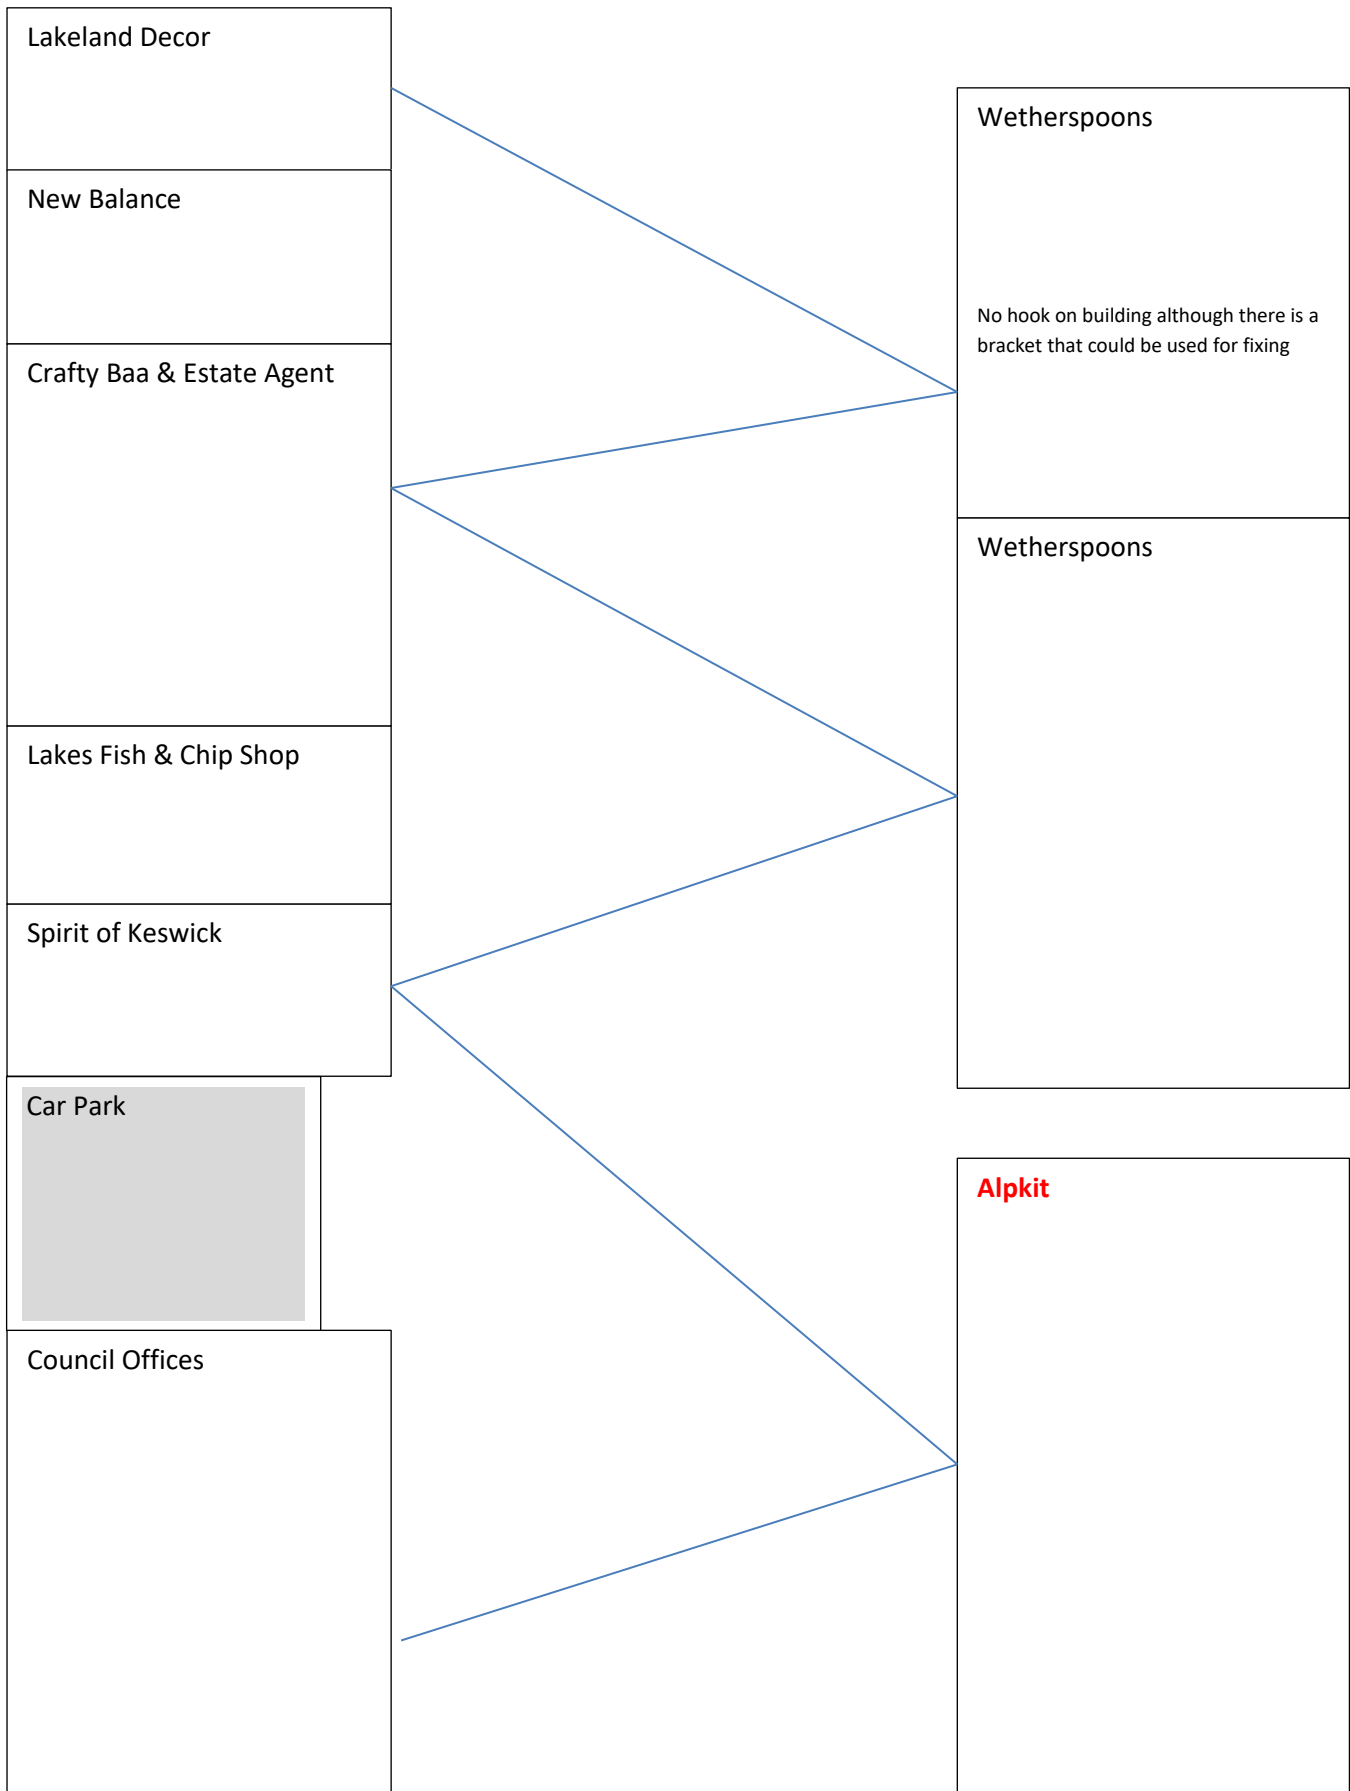 Lakeland Decor
New Balance
Crafty Baa & Estate Agent
Lakes Fish & Chip Shop
Spirit of Keswick
Car Park
Council Offices
Wetherspoons
No hook on building although there is a
bracket that could be used for fixing
Wetherspoons
Alpkit